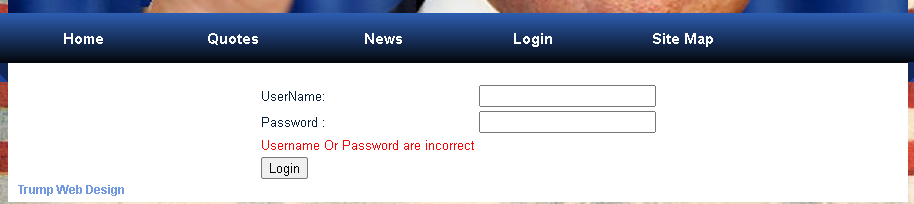 Home Quotes News Login Site Map
UserName:
Password :
Username Or Password are incorrect
Login
Trump Web Design